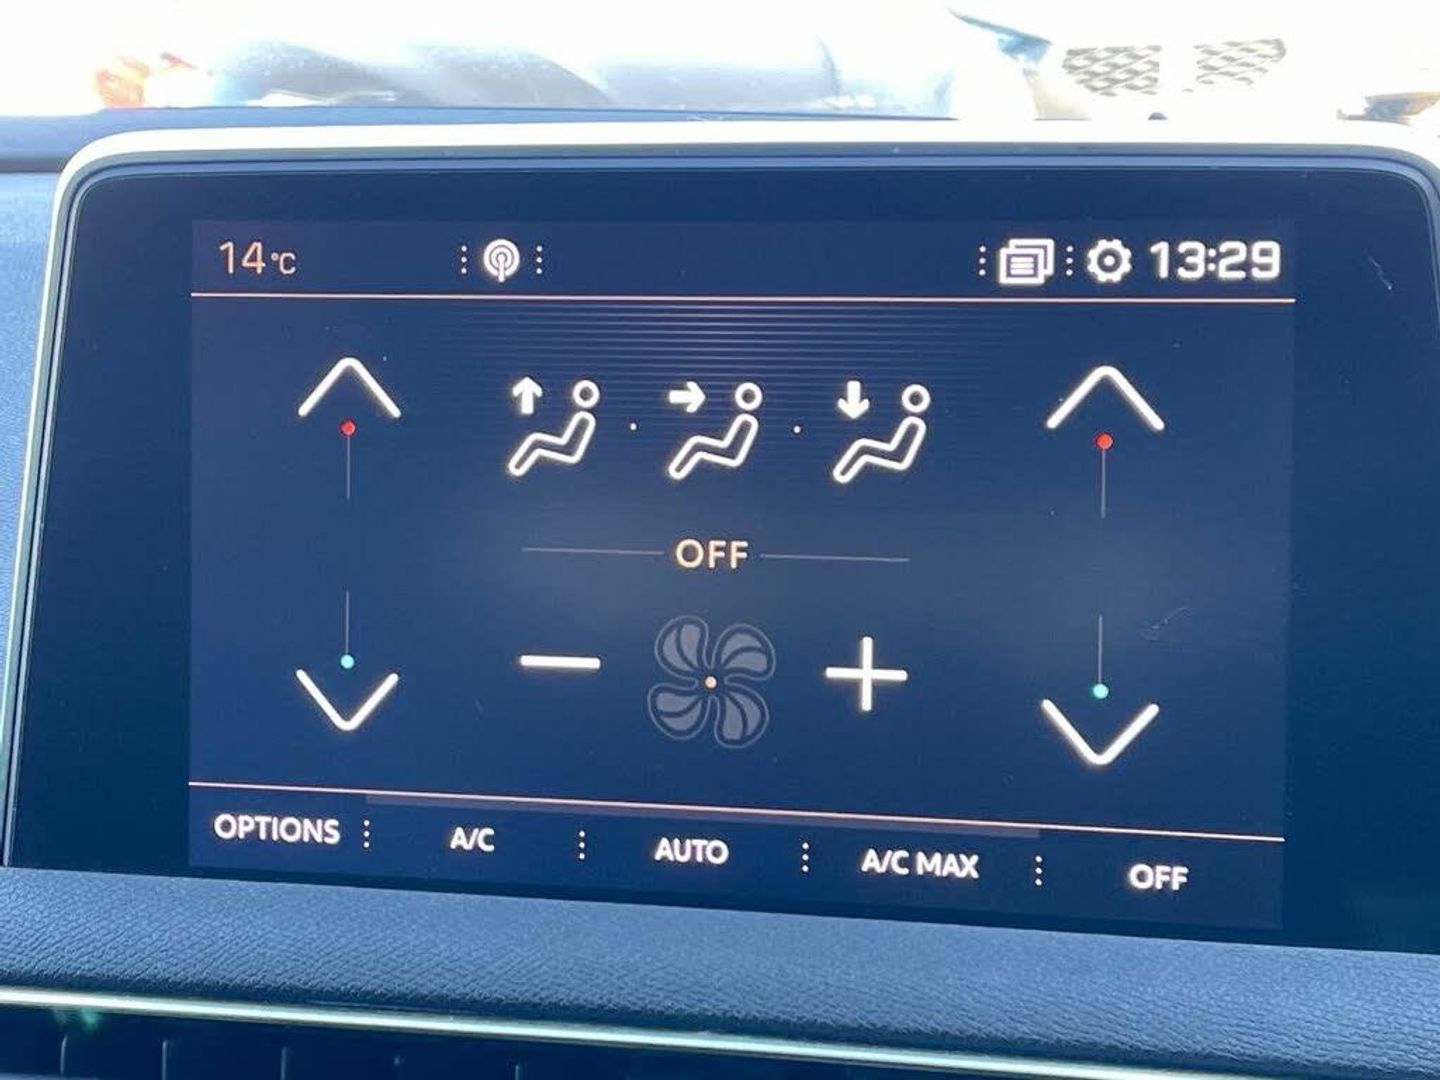 14°C 13:29
OFF
OPTIONS A/C AUTO A/C MAX OFF